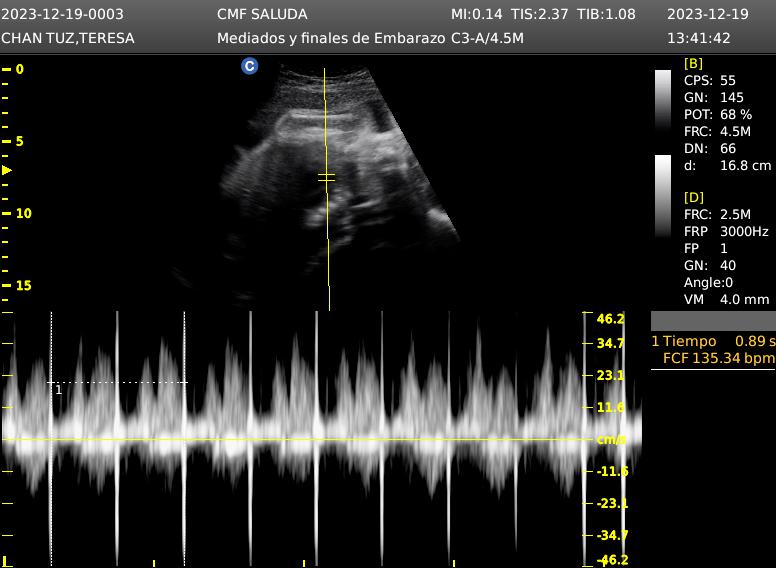 2023-12-19-0003 CMF SALUDA MI:0.14 TIS:2.37 TIB:1.08 2023-12-19
CHAN TUZ,TERESA Mediados y finales de Embarazo C3-A/4.5M 13:41:42
C
0
5
10
15
[B]
CPS: 55
GN: 145
POT: 68 %
FRC: 4.5M
DN: 66
d: 16.8 cm
[D]
FRC: 2.5M
FRP 3000Hz
FP 1
GN: 40
Angle:0
VM 4.0 mm
46.2
34.7
23.1
11.6
cm/s
-11.6
-23.1
-34.7
-46.2
1
1 Tiempo 0.89 s
FCF 135.34 bpm